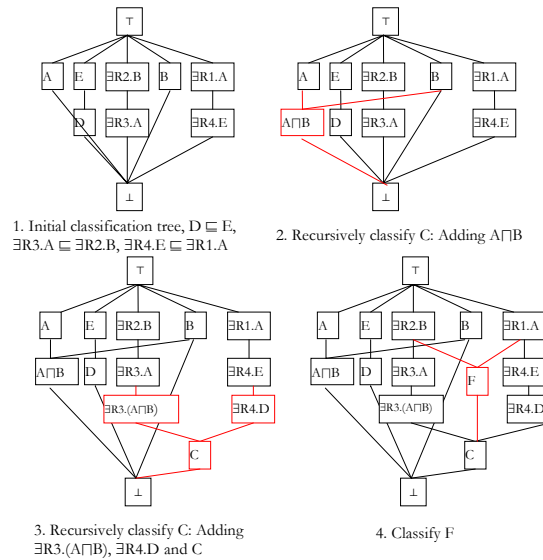 ⊤
⊤
A E ∃R2.B B ∃R1.A
A E ∃R2.B B ∃R1.A
D ∃R3.A ∃R4.E
A⊓B D ∃R3.A ∃R4.E
⊥
⊥
1. Initial classification tree, D ⊑ E,
∃R3.A ⊑ ∃R2.B, ∃R4.E ⊑ ∃R1.A
2. Recursively classify C: Adding A⊓B
⊤
⊤
A E ∃R2.B B ∃R1.A
A E ∃R2.B B ∃R1.A
A⊓B D ∃R3.A ∃R4.E
A⊓B D ∃R3.A F ∃R4.E
∃R3.(A⊓B) ∃R4.D
∃R3.(A⊓B) ∃R4.D
C
C
⊥
⊥
3. Recursively classify C: Adding
∃R3.(A⊓B), ∃R4.D and C
4. Classify F